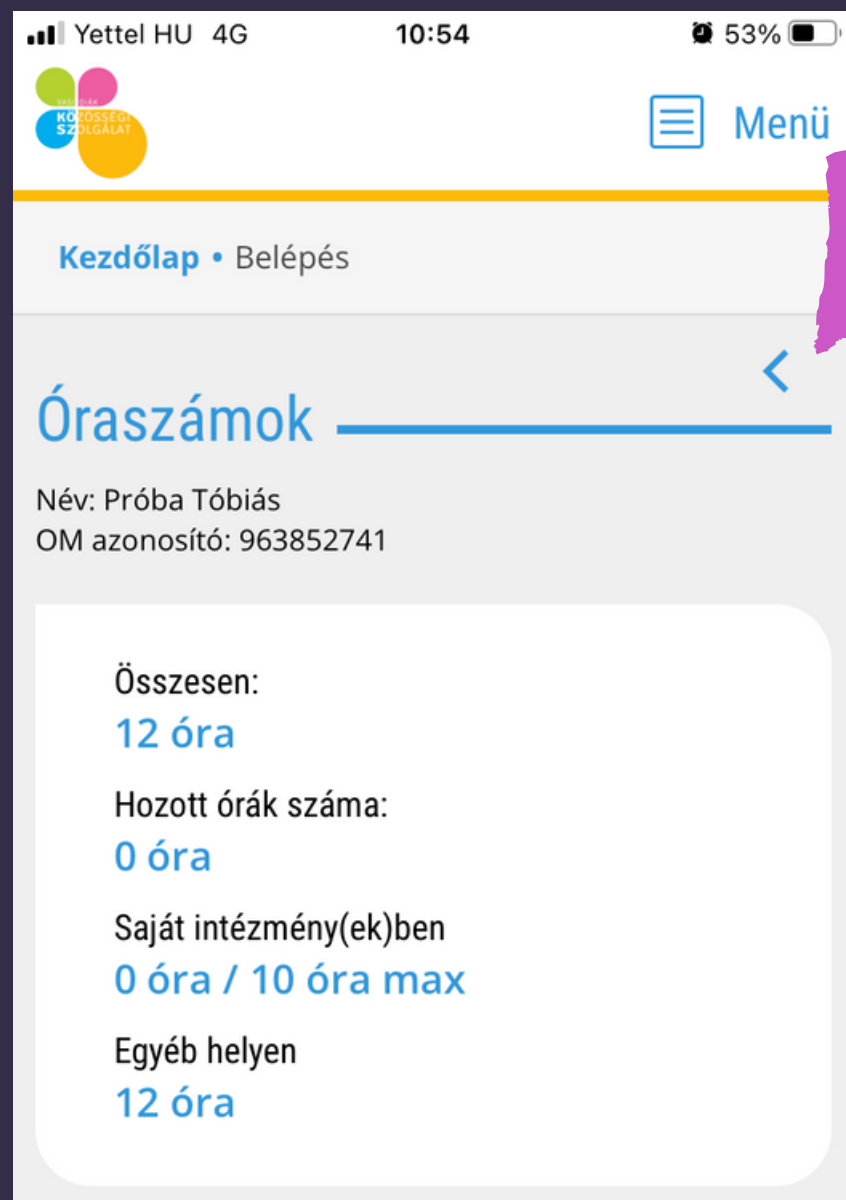 Yettel HU 4G 10:54 53%
VASI DIÁK
KÖZÖSSÉGI
SZOLGÁLAT
Menü
Kezdőlap • Belépés
Óraszámok
Név: Próba Tóbiás
OM azonosító: 963852741
Összesen:
12 óra
Hozott órák száma:
0 óra
Saját intézmény(ek)ben
0 óra / 10 óra max
Egyéb helyen
12 óra